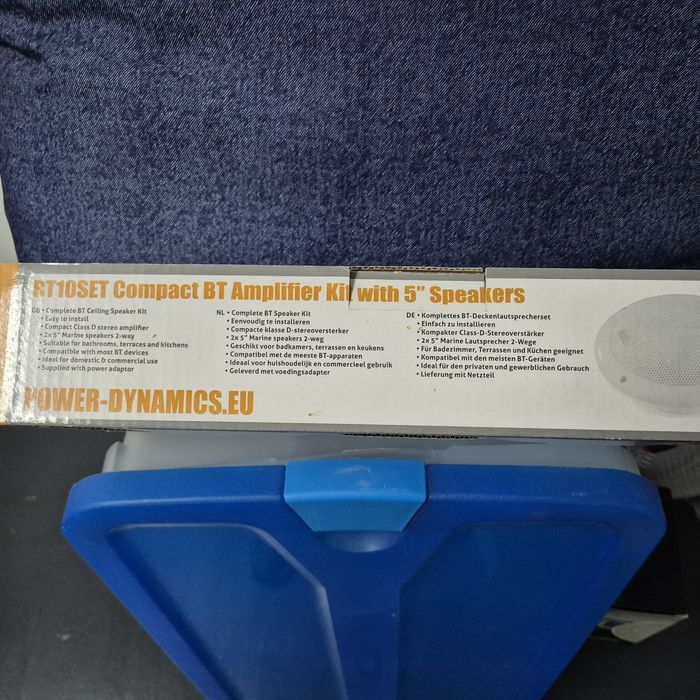 BT10SET Compact BT Amplifier Kit with 5" Speakers
GB • Complete BT Ceiling Speaker Kit
• Easy to install
• Compact Class D stereo amplifier
• 2x 5" Marine speakers 2-way
• Suitable for bathrooms, terraces and kitchens
• Compatible with most BT devices
• Ideal for domestic & commercial use
• Supplied with power adaptor
NL • Complete BT Speaker Kit
• Eenvoudig te installeren
• Compacte klasse D-stereoversterker
• 2x 5" Marine speakers 2-weg
• Geschikt voor badkamers, terrassen en keukens
• Compatibel met de meeste BT-apparaten
• Ideaal voor huishoudelijk en commercieel gebruik
• Geleverd met voedingsadapter
DE • Komplettes BT-Deckenlautsprecherset
• Einfach zu installieren
• Kompakter Class-D-Stereoverstärker
• 2x 5" Marine Lautsprecher 2-Wege
• Für Badezimmer, Terrassen und Küchen geeignet
• Kompatibel mit den meisten BT-Geräten
• Ideal für den privaten und gewerblichen Gebrauch
• Lieferung mit Netzteil
POWER-DYNAMICS.EU